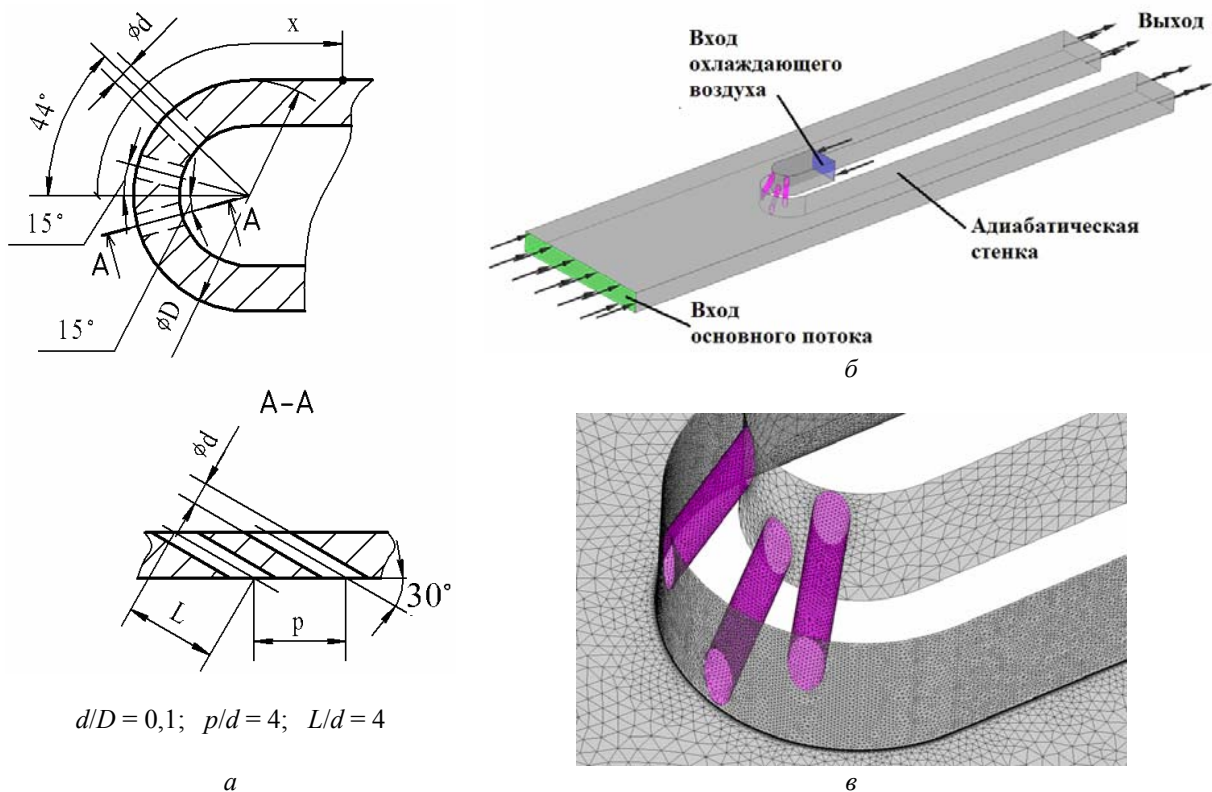 ϕd
x
44°
15°
A
A
15°
ϕD
A–A
ϕd
L
p
30°
d/D = 0,1; p/d = 4; L/d = 4
а
Вход
охлаждающего
воздуха
Выход
Адиабатическая
стенка
Вход
основного потока
б
в